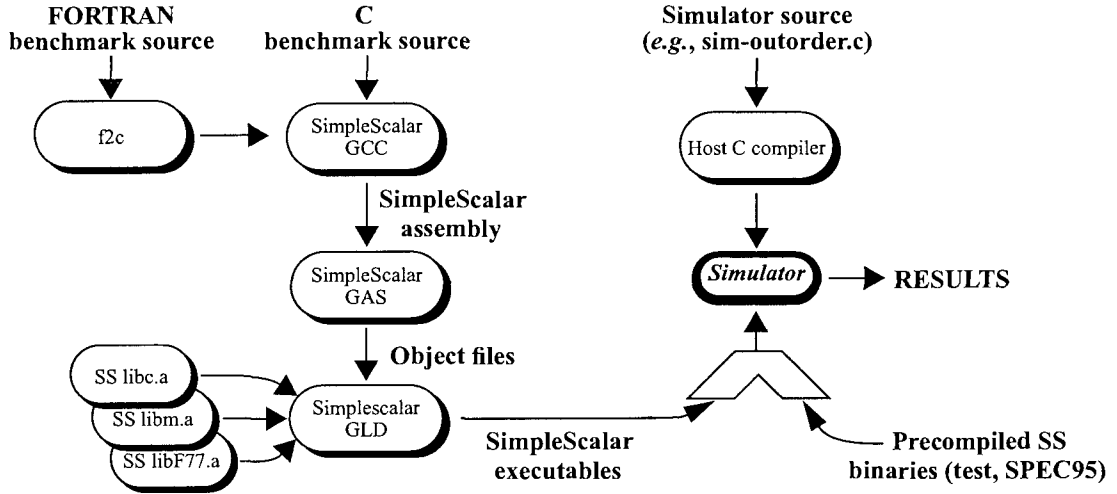 FORTRAN
benchmark source
C
benchmark source
Simulator source
(e.g., sim-outorder.c)
f2c
SimpleScalar
GCC
Host C compiler
SimpleScalar
assembly
SimpleScalar
GAS
Simulator
RESULTS
Object files
SS libc.a
SS libm.a
SS libF77.a
Simplescalar
GLD
SimpleScalar
executables
Precompiled SS
binaries (test, SPEC95)